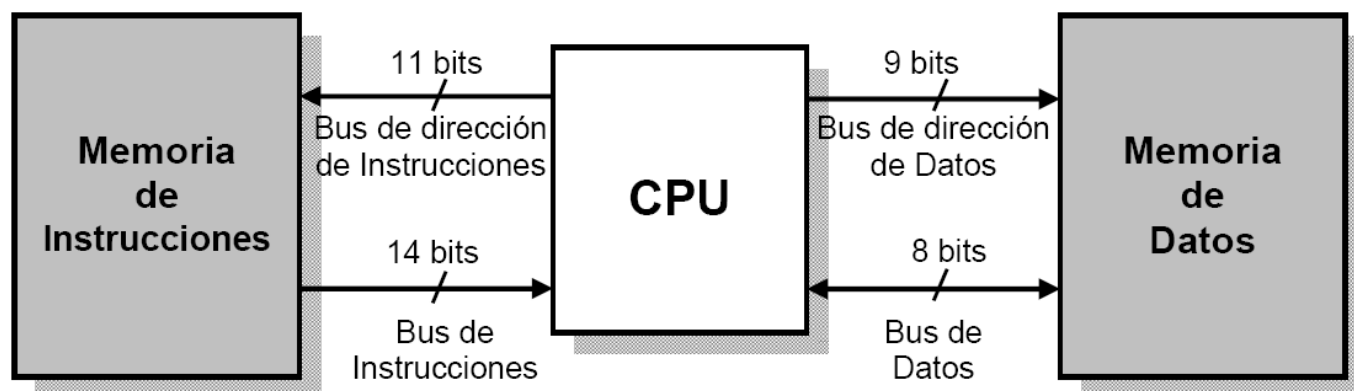 Memoria
de
Instrucciones
11 bits
Bus de dirección
de Instrucciones
14 bits
Bus de
Instrucciones
CPU
9 bits
Bus de dirección
de Datos
8 bits
Bus de
Datos
Memoria
de
Datos